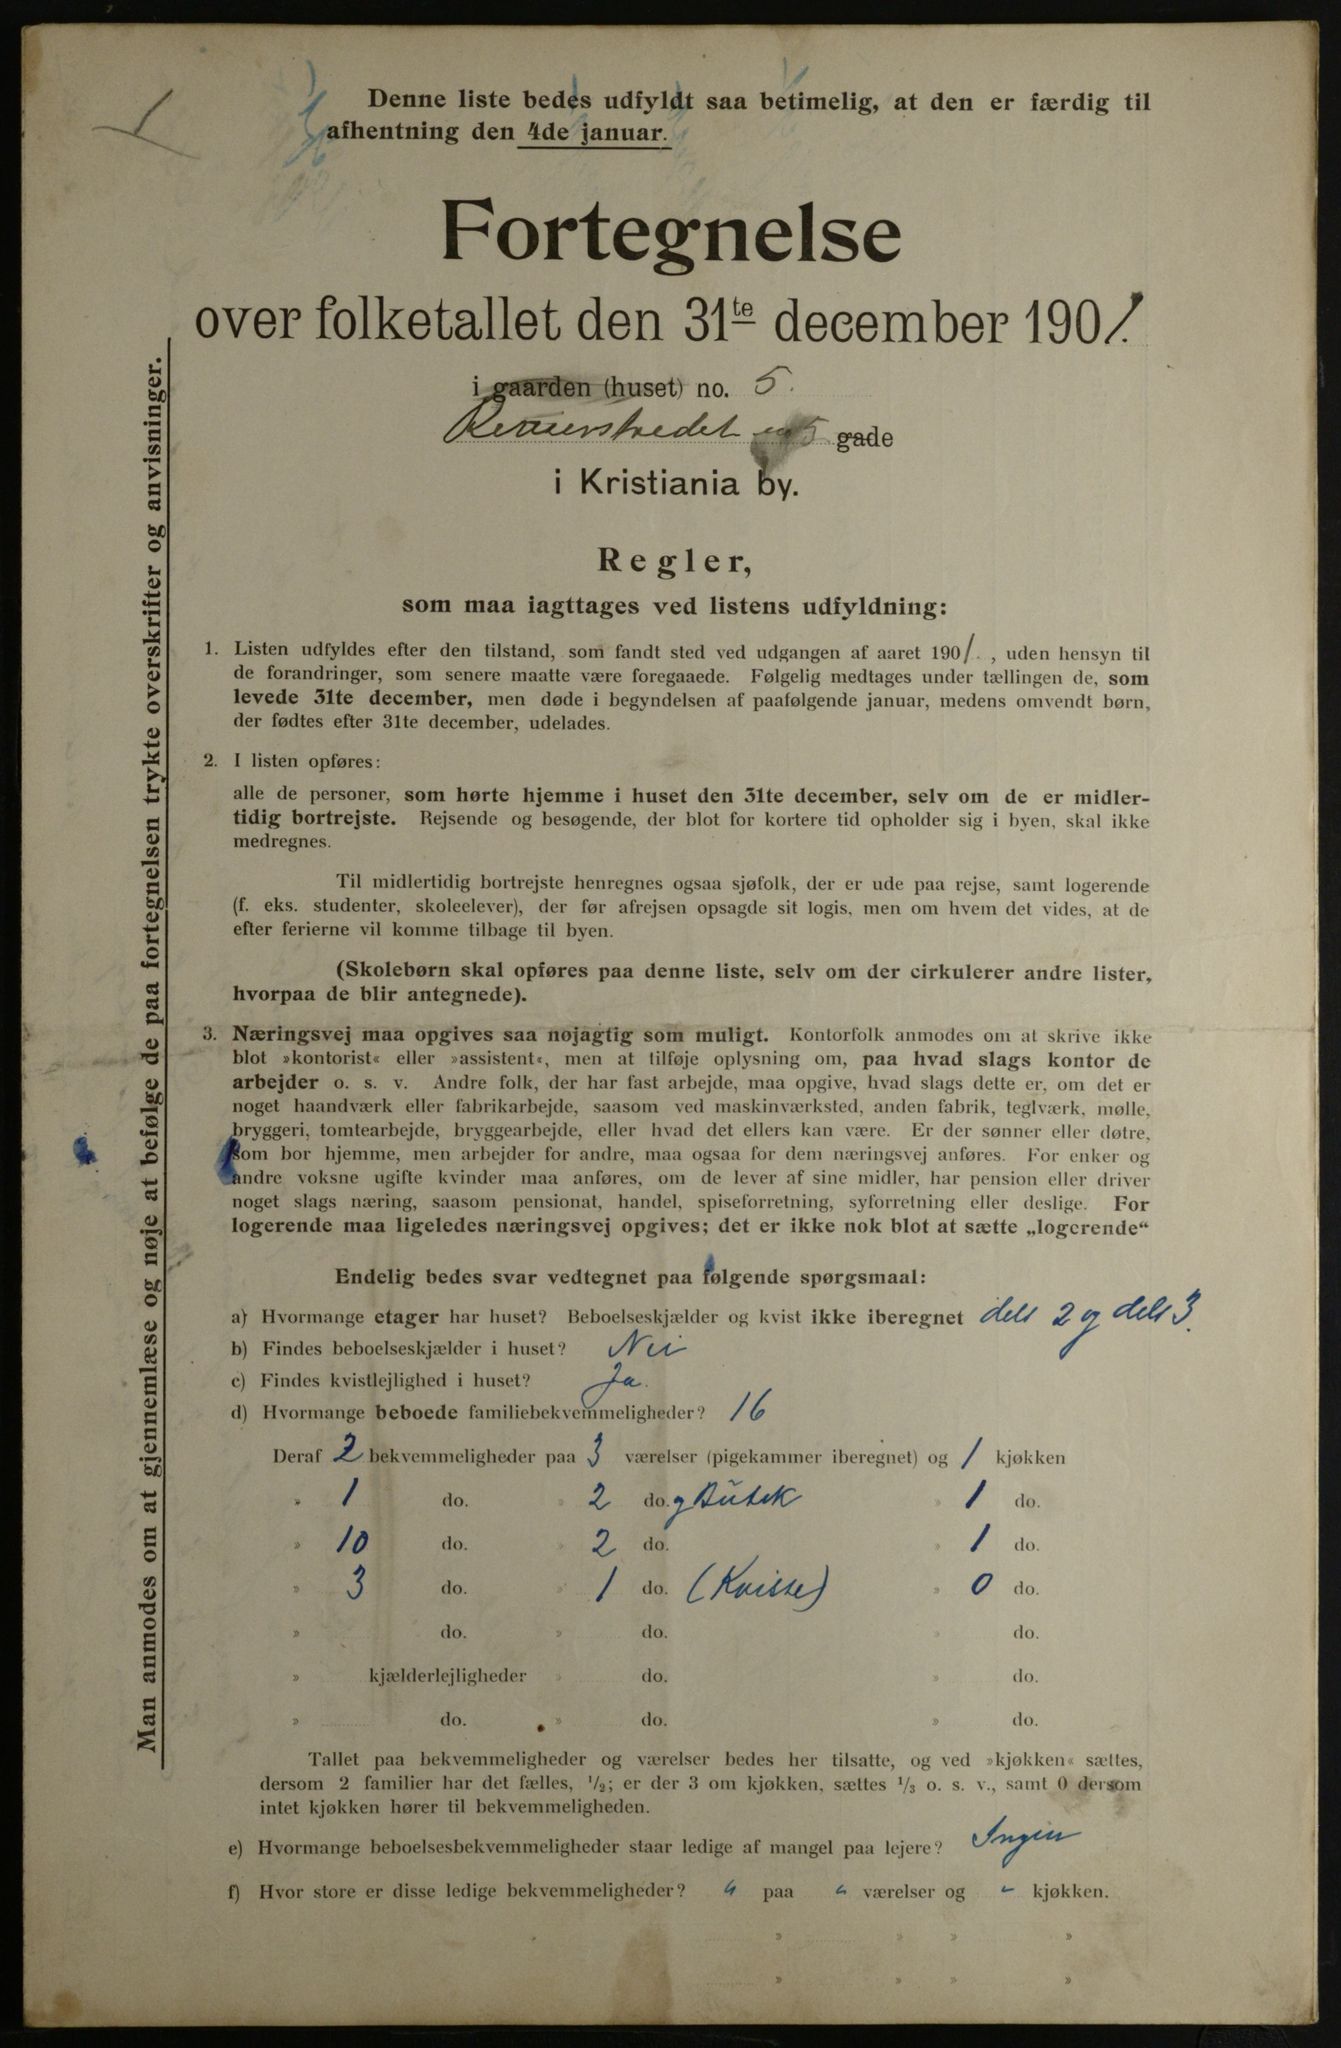 Denne liste bedes udfyldt saa betimelig, at den er færdig til
afhentning den 4de januar.
Fortegnelse
over folketallet den 31te december 1901.
i gaarden (huset) no. 5.
gade
i Kristiania by.
Regler,
som maa iagttages ved listens udfyldning:
1. Listen udfyldes efter den tilstand, som fandt sted ved udgangen af aaret 1901., uden hensyn til
de forandringer, som senere maatte være foregaaede. Følgelig medtages under tællingen de, som
levede 31te december, men døde i begyndelsen af paafølgende januar, medens omvendt børn,
der fødtes efter 31te december, udelades.
2. I listen opføres:
alle de personer, som hørte hjemme i huset den 31te december, selv om de er midler-
tidig bortrejste. Rejsende og besøgende, der blot for kortere tid opholder sig i byen, skal ikke
medregnes.
Til midlertidig bortrejste henregnes ogsaa sjøfolk, der er ude paa rejse, samt logerende
(f. eks. studenter, skoleelever), der før afrejsen opsagde sit logis, men om hvem det vides, at de
efter ferierne vil komme tilbage til byen.
(Skolebørn skal opføres paa denne liste, selv om der cirkulerer andre lister,
hvorpaa de blir antegnede).
3. Næringsvej maa opgives saa nøjagtig som muligt. Kontorfolk anmodes om at skrive ikke
blot »kontorist« eller »assistent«, men at tilføje oplysning om, paa hvad slags kontor de
arbejder o. s. v. Andre folk, der har fast arbejde, maa opgive, hvad slags dette er, om det er
noget haandværk eller fabrikarbejde, saasom ved maskinværksted, anden fabrik, teglværk, mølle,
bryggeri, tomtearbejde, bryggearbejde, eller hvad det ellers kan være. Er der sønner eller døtre,
som bor hjemme, men arbejder for andre, maa ogsaa for dem næringsvej anføres. For enker og
andre voksne ugifte kvinder maa anføres, om de lever af sine midler, har pension eller driver
noget slags næring, saasom pensionat, handel, spiseforretning, syforretning eller deslige. For
logerende maa ligeledes næringsvej opgives; det er ikke nok blot at sætte „logerende“
Endelig bedes svar vedtegnet paa følgende spørgsmaal:
a) Hvormange etager har huset? Beboelseskjælder og kvist ikke iberegnet dels 2 og dels 3.
b) Findes beboelseskjælder i huset? Nei
c) Findes kvistlejlighed i huset? Ja.
d) Hvormange beboede familiebekvemmeligheder? 16
Deraf 2 bekvemmeligheder paa 3 værelser (pigekammer iberegnet) og 1 kjøkken
» 1 do. » 2 do. og Butik » 1 do.
» 10 do. » 2 do. » 1 do.
» 3 do. » 1 do. (Kviste) » 0 do.
» do. » do. » do.
» kjælderlejligheder » do. » do.
» do. » do. » do.
Tallet paa bekvemmeligheder og værelser bedes her tilsatte, og ved »kjøkken« sættes,
dersom 2 familier har det fælles, 1/2; er der 3 om kjøkken, sættes 1/3 o. s. v., samt 0 dersom
intet kjøkken hører til bekvemmeligheden.
e) Hvormange beboelsesbekvemmeligheder staar ledige af mangel paa lejere? Ingen
f) Hvor store er disse ledige bekvemmeligheder? " paa " værelser og " kjøkken.
» » » »
» » » »
Man anmodes om at gjennemlæse og nøje at befølge de paa fortegnelsen trykte overskrifter og anvisninger.